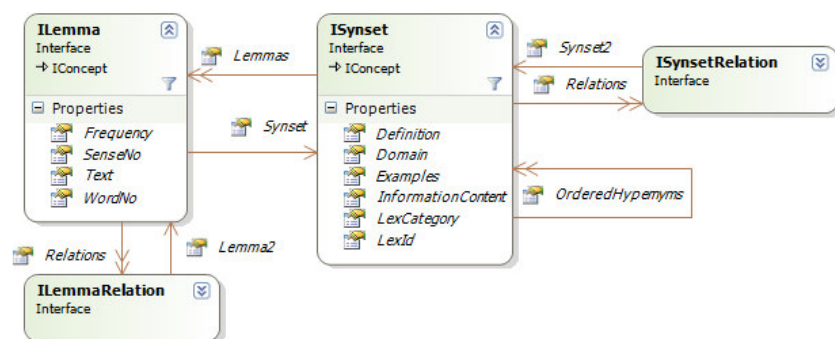 ILemma
Interface
→ IConcept
Properties
Frequency
SenseNo
Text
WordNo
Lemmas
Synset
ISynset
Interface
→ IConcept
Properties
Definition
Domain
Examples
InformationContent
LexCategory
LexId
Synset2
Relations
ISynsetRelation
Interface
OrderedHypernyms
Relations
Lemma2
ILemmaRelation
Interface